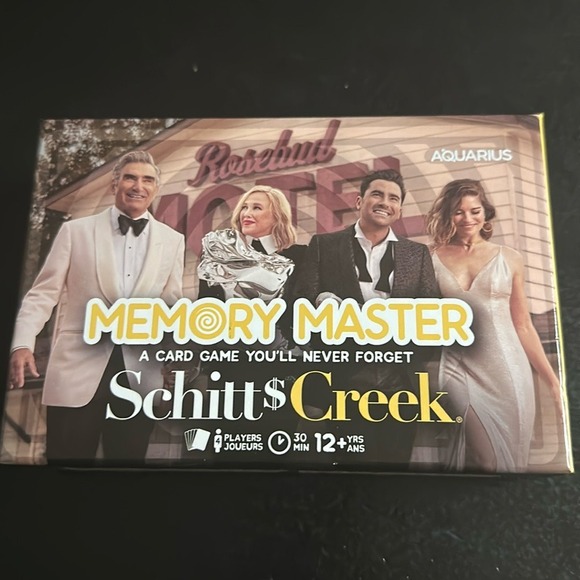 Rosebud
MOTEL
AQUARIUS
MEMORY MASTER
A CARD GAME YOU'LL NEVER FORGET
Schitt$ Creek®
4 PLAYERS JOUEURS 30 MIN 12+ YRS ANS